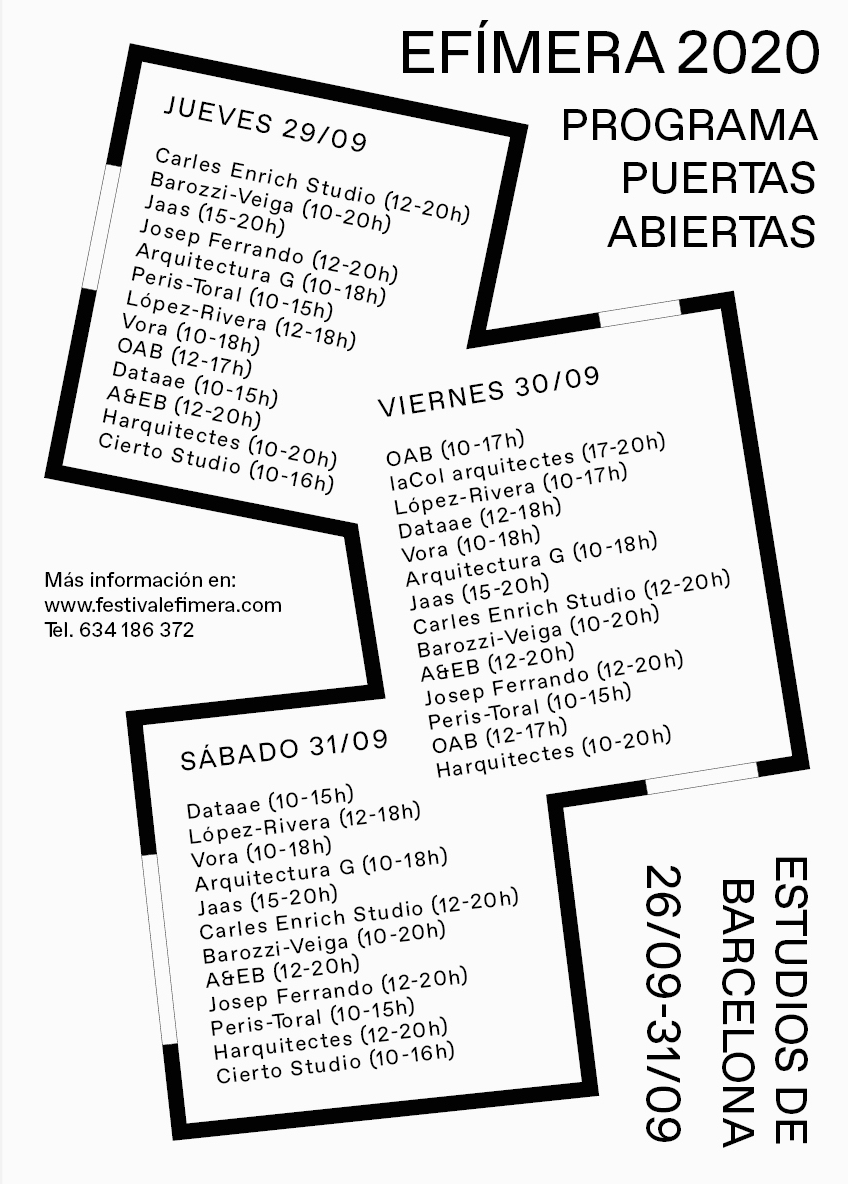 EFÍMERA 2020
PROGRAMA
PUERTAS
ABIERTAS
JUEVES 29/09
Carles Enrich Studio (12-20h)
Barozzi-Veiga (10-20h)
Jaas (15-20h)
Josep Ferrando (12-20h)
Arquitectura G (10-18h)
Peris-Toral (10-15h)
López-Rivera (12-18h)
Vora (10-18h)
OAB (12-17h)
Dataae (10-15h)
A&EB (12-20h)
Harquitectes (10-20h)
Cierto Studio (10-16h)
VIERNES 30/09
OAB (10-17h)
laCol arquitectes (17-20h)
López-Rivera (10-17h)
Dataae (12-18h)
Vora (10-18h)
Arquitectura G (10-18h)
Jaas (15-20h)
Carles Enrich Studio (12-20h)
Barozzi-Veiga (10-20h)
A&EB (12-20h)
Josep Ferrando (12-20h)
Peris-Toral (10-15h)
OAB (12-17h)
Harquitectes (10-20h)
Más información en:
www.festivalefimera.com
Tel. 634 186 372
SÁBADO 31/09
Dataae (10-15h)
López-Rivera (12-18h)
Vora (10-18h)
Arquitectura G (10-18h)
Jaas (15-20h)
Carles Enrich Studio (12-20h)
Barozzi-Veiga (10-20h)
A&EB (12-20h)
Josep Ferrando (12-20h)
Peris-Toral (10-15h)
Harquitectes (12-20h)
Cierto Studio (10-16h)
ESTUDIOS DE
BARCELONA
26/09-31/09